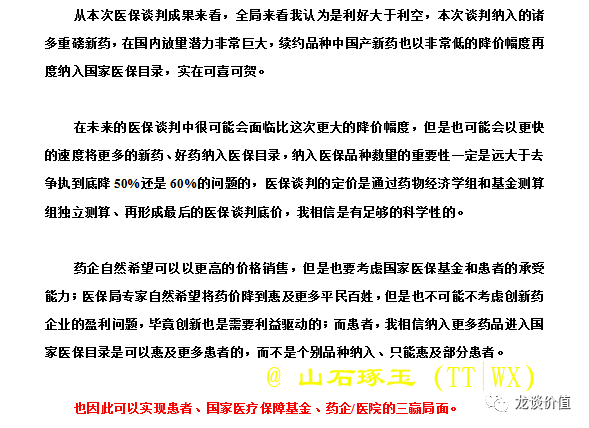 从本次医保谈判成果来看，全局来看我认为是利好大于利空，本次谈判纳入的诸
多重磅新药，在国内放量潜力非常巨大，续约品种中国产新药也以非常低的降价幅度再
度纳入国家医保目录，实在可喜可贺。
在未来的医保谈判中很可能会面临比这次更大的降价幅度，但是也可能会以更快
的速度将更多的新药、好药纳入医保目录，纳入医保品种数量的重要性一定是远大于去
争执到底降 50%还是 60%的问题的，医保谈判的定价是通过药物经济学组和基金测算
组独立测算、再形成最后的医保谈判底价，我相信是有足够的科学性的。
药企自然希望可以以更高的价格销售，但是也要考虑国家医保基金和患者的承受
能力；医保局专家自然希望将药价降到惠及更多平民百姓，但是也不可能不考虑创新药
企业的盈利问题，毕竟创新也是需要利益驱动的；而患者，我相信纳入更多药品进入国
家医保目录是可以惠及更多患者的，而不是个别品种纳入、只能惠及部分患者。
@ 山石琢玉（TT|WX）
也因此可以实现患者、国家医疗保障基金、药企/医院的三赢局面。
龙谈价值